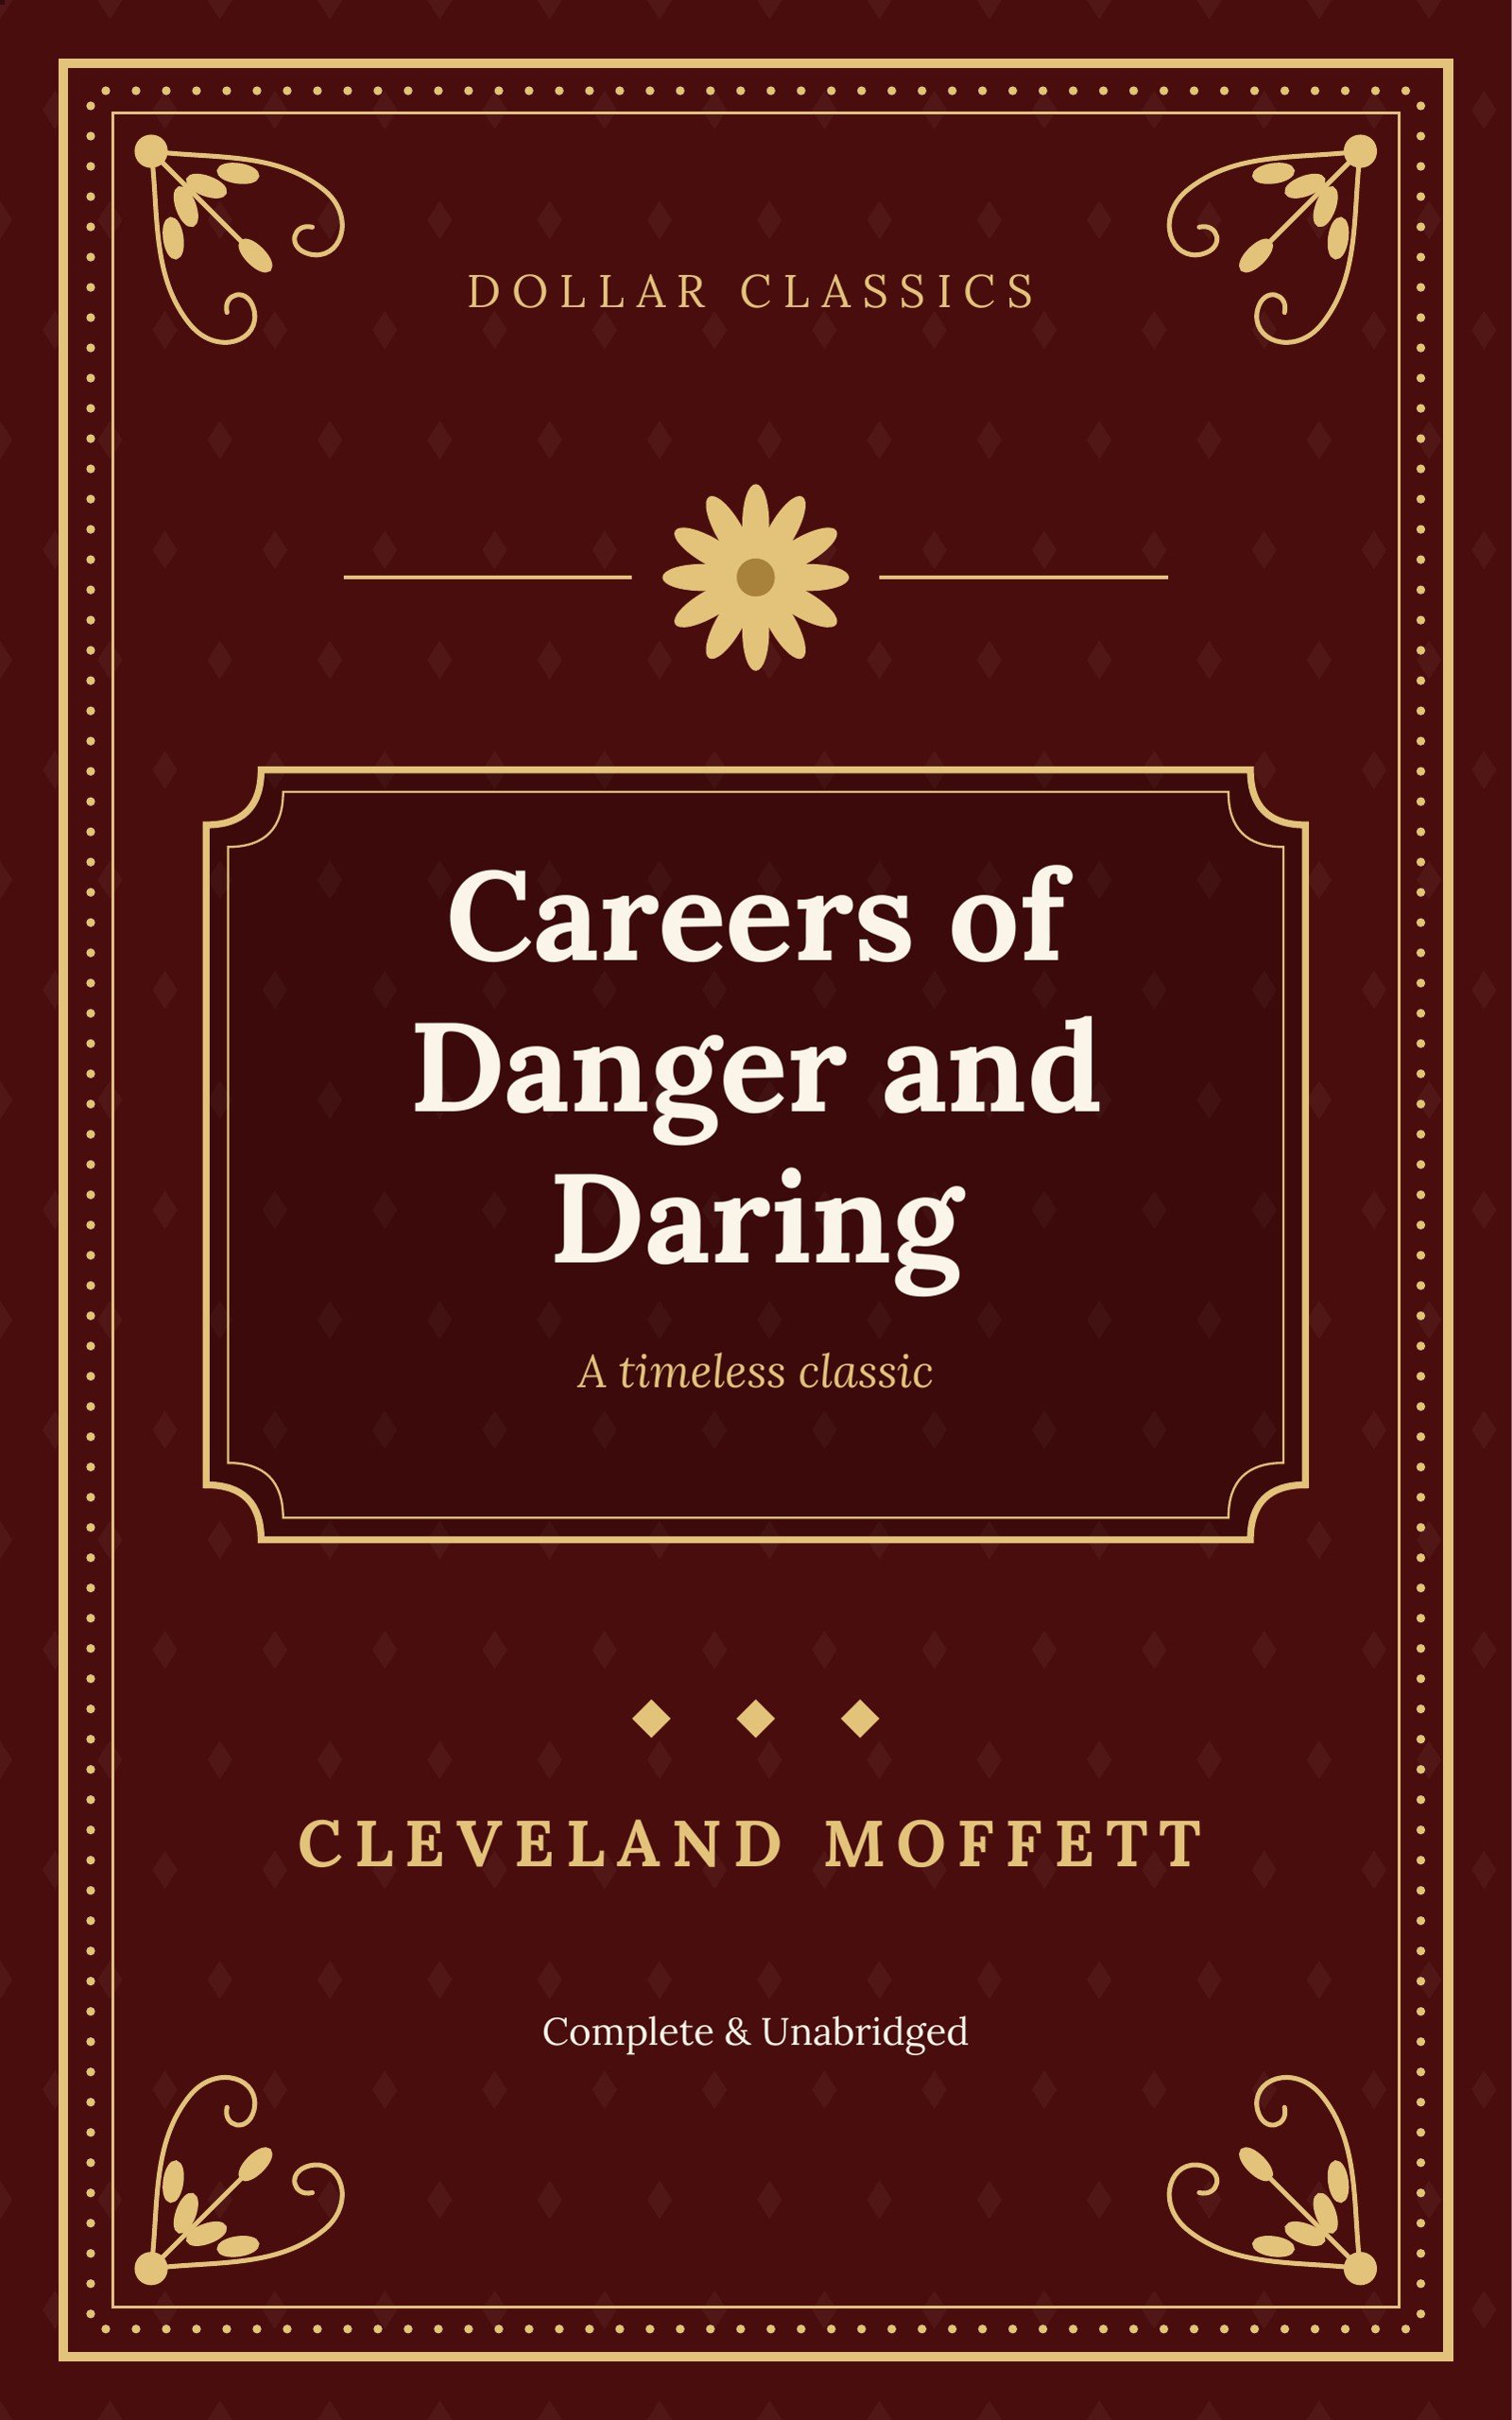 DOLLAR CLASSICS
Careers of
Danger and
Daring
A timeless classic
CLEVELAND MOFFETT
Complete & Unabridged